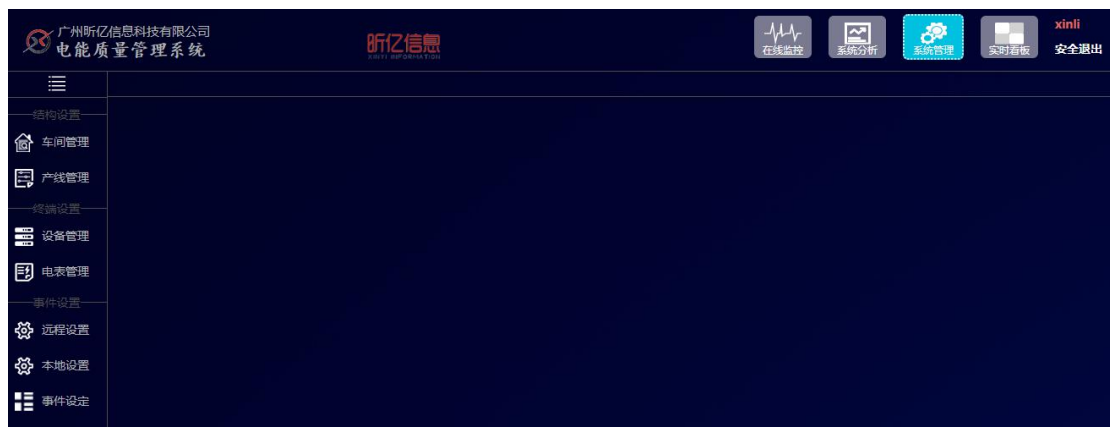 广州昕亿信息科技有限公司
电能质量管理系统
昕亿信息
XINYI INFORMATION
在线监控
系统分析
系统管理
实时看板
xinli
安全退出
结构设置
车间管理
产线管理
终端设置
设备管理
电表管理
事件设置
远程设置
本地设置
事件设定